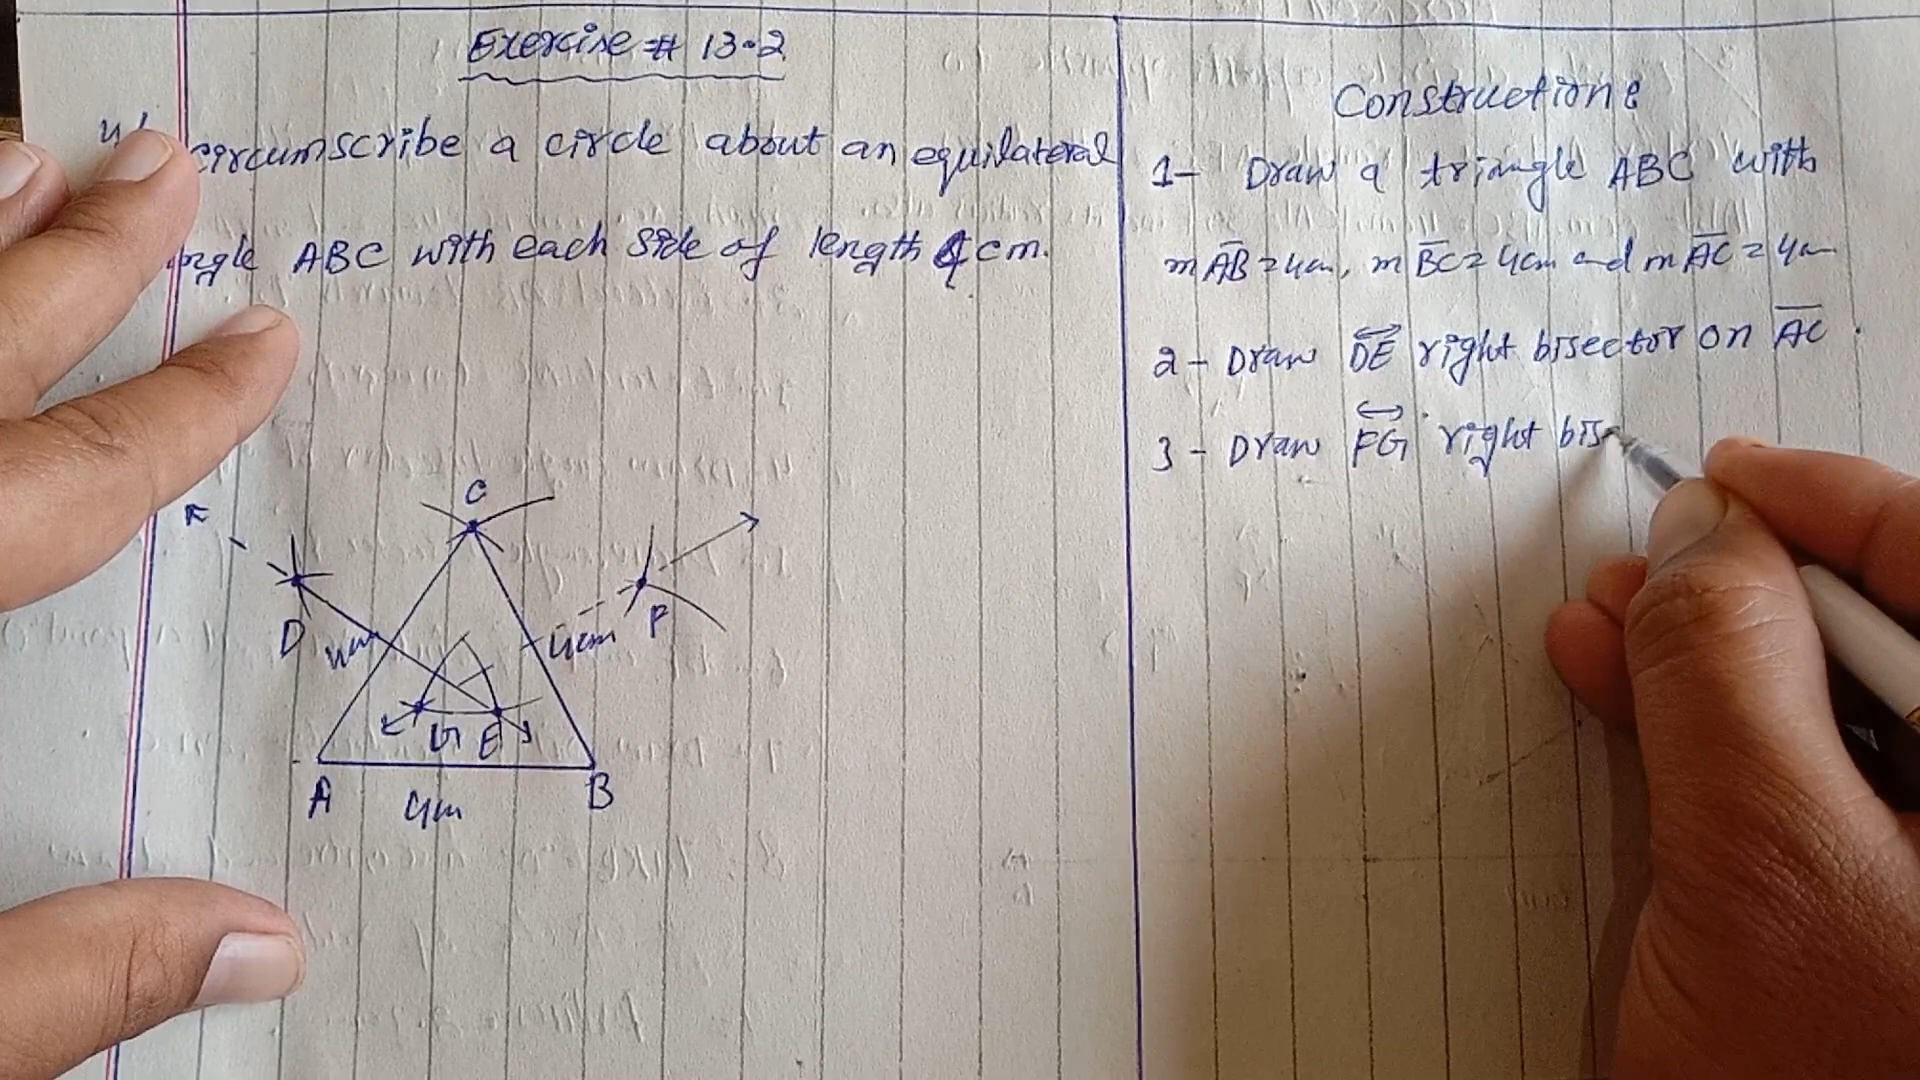 Exercise # 13.2
circumscribe a circle about an equilateral
ABC with each side of length 4 cm.
C
F
D
4cm
4cm
F
G
E
A
4cm
B
Construction:
1- Draw a triangle ABC with
mAB = 4cm, mBC = 4cm and mAC = 4cm
2- Draw DE right bisector on AC.
3- Draw FG right bis